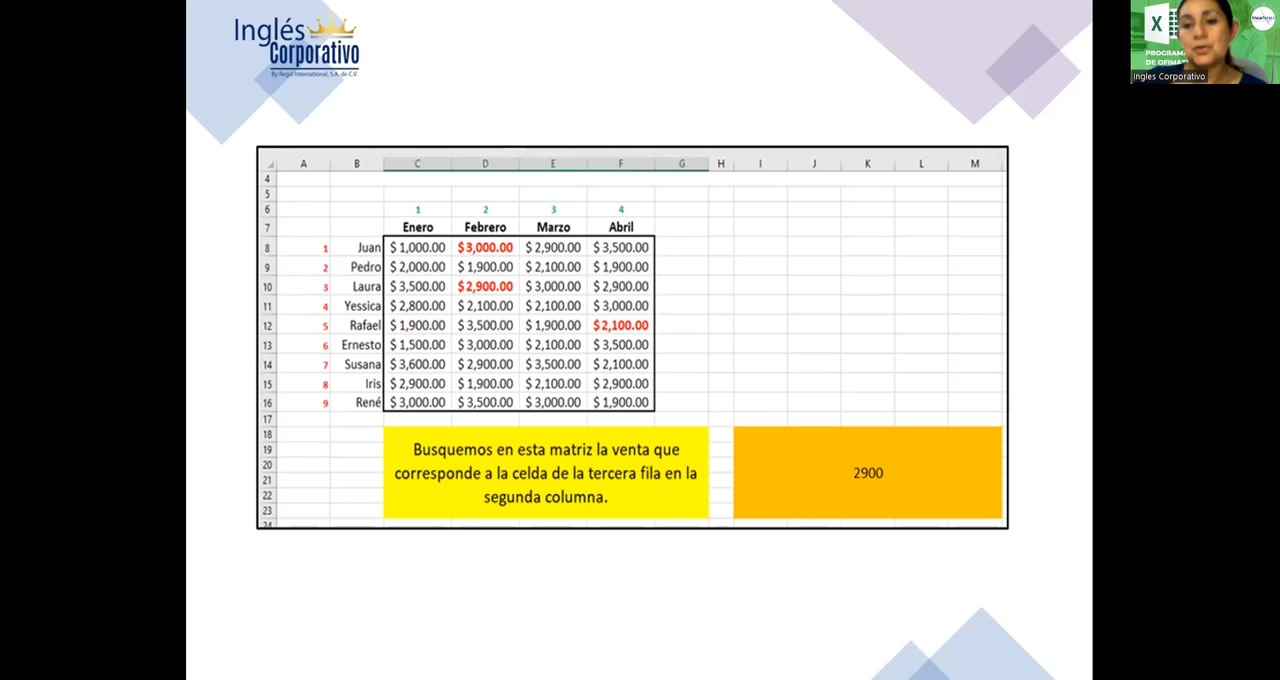 Inglés
Corporativo
By Regal International, S.A. de C.V.
PROGRAMA
DE OFIMAT
Ingles Corporativo
A B C D E F G H I J K L M
4
5
6 1 2 3 4
7 Enero Febrero Marzo Abril
8 1 Juan $ 1,000.00 $ 3,000.00 $ 2,900.00 $ 3,500.00
9 2 Pedro $ 2,000.00 $ 1,900.00 $ 2,100.00 $ 1,900.00
10 3 Laura $ 3,500.00 $ 2,900.00 $ 3,000.00 $ 2,900.00
11 4 Yessica $ 2,800.00 $ 2,100.00 $ 2,100.00 $ 3,000.00
12 5 Rafael $ 1,900.00 $ 3,500.00 $ 1,900.00 $ 2,100.00
13 6 Ernesto $ 1,500.00 $ 3,000.00 $ 2,100.00 $ 3,500.00
14 7 Susana $ 3,600.00 $ 2,900.00 $ 3,500.00 $ 2,100.00
15 8 Iris $ 2,900.00 $ 1,900.00 $ 2,100.00 $ 2,900.00
16 9 René $ 3,000.00 $ 3,500.00 $ 3,000.00 $ 1,900.00
17
18
19
20
21
22
23
24
Busquemos en esta matriz la venta que
corresponde a la celda de la tercera fila en la
segunda columna.
2900